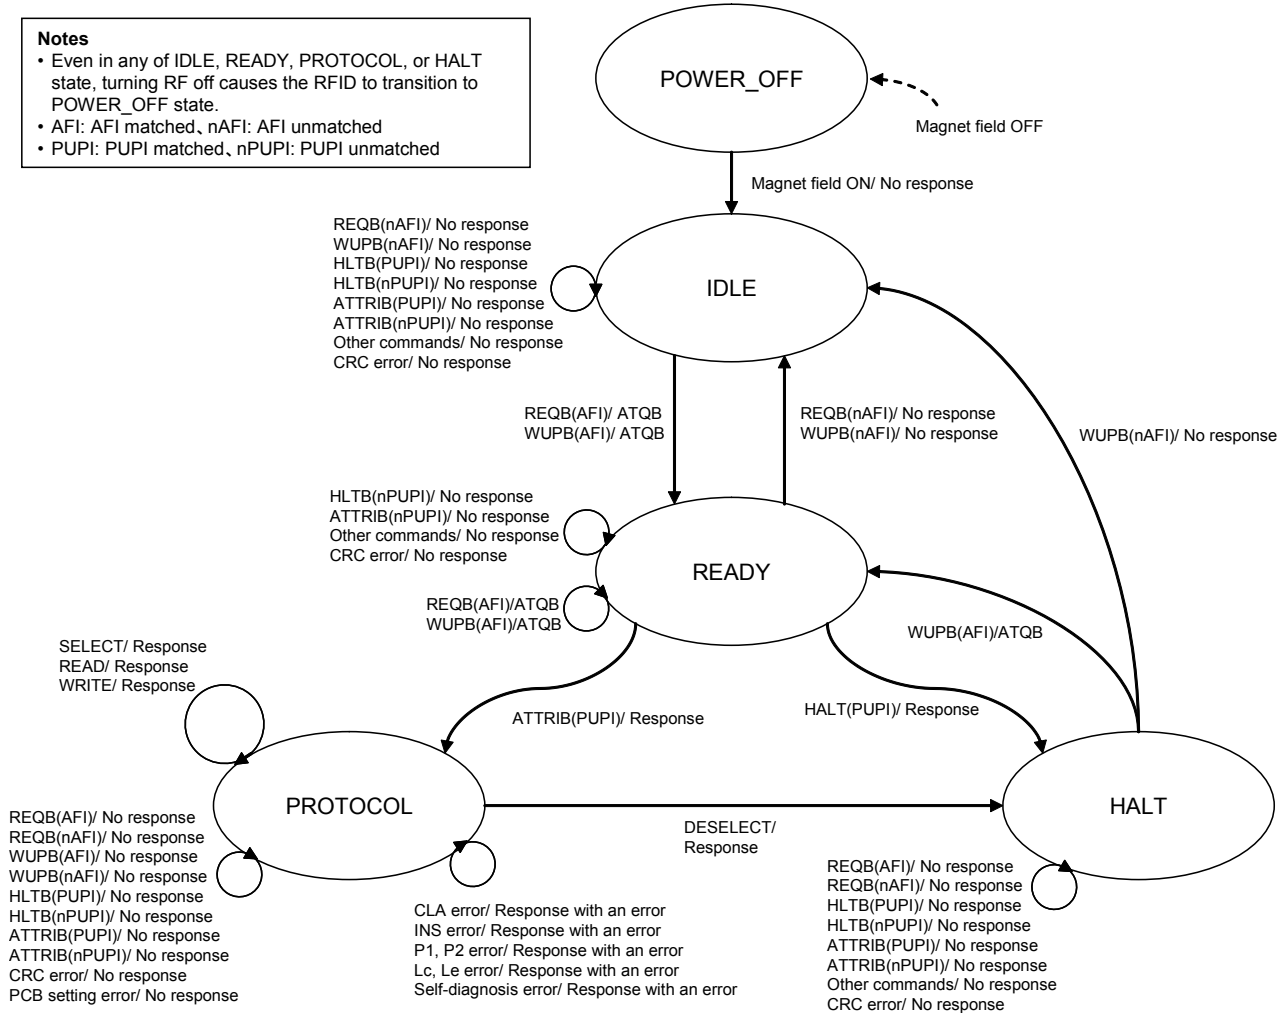 Notes
• Even in any of IDLE, READY, PROTOCOL, or HALT
state, turning RF off causes the RFID to transition to
POWER_OFF state.
• AFI: AFI matched、nAFI: AFI unmatched
• PUPI: PUPI matched、nPUPI: PUPI unmatched
POWER_OFF
Magnet field OFF
Magnet field ON/ No response
REQB(nAFI)/ No response
WUPB(nAFI)/ No response
HLTB(PUPI)/ No response
HLTB(nPUPI)/ No response
ATTRIB(PUPI)/ No response
ATTRIB(nPUPI)/ No response
Other commands/ No response
CRC error/ No response
IDLE
REQB(AFI)/ ATQB
WUPB(AFI)/ ATQB
REQB(nAFI)/ No response
WUPB(nAFI)/ No response
WUPB(nAFI)/ No response
HLTB(nPUPI)/ No response
ATTRIB(nPUPI)/ No response
Other commands/ No response
CRC error/ No response
READY
REQB(AFI)/ATQB
WUPB(AFI)/ATQB
WUPB(AFI)/ATQB
SELECT/ Response
READ/ Response
WRITE/ Response
ATTRIB(PUPI)/ Response
HALT(PUPI)/ Response
PROTOCOL
HALT
DESELECT/
Response
REQB(AFI)/ No response
REQB(nAFI)/ No response
WUPB(AFI)/ No response
WUPB(nAFI)/ No response
HLTB(PUPI)/ No response
HLTB(nPUPI)/ No response
ATTRIB(PUPI)/ No response
ATTRIB(nPUPI)/ No response
CRC error/ No response
PCB setting error/ No response
CLA error/ Response with an error
INS error/ Response with an error
P1, P2 error/ Response with an error
Lc, Le error/ Response with an error
Self-diagnosis error/ Response with an error
REQB(AFI)/ No response
REQB(nAFI)/ No response
HLTB(PUPI)/ No response
HLTB(nPUPI)/ No response
ATTRIB(PUPI)/ No response
ATTRIB(nPUPI)/ No response
Other commands/ No response
CRC error/ No response